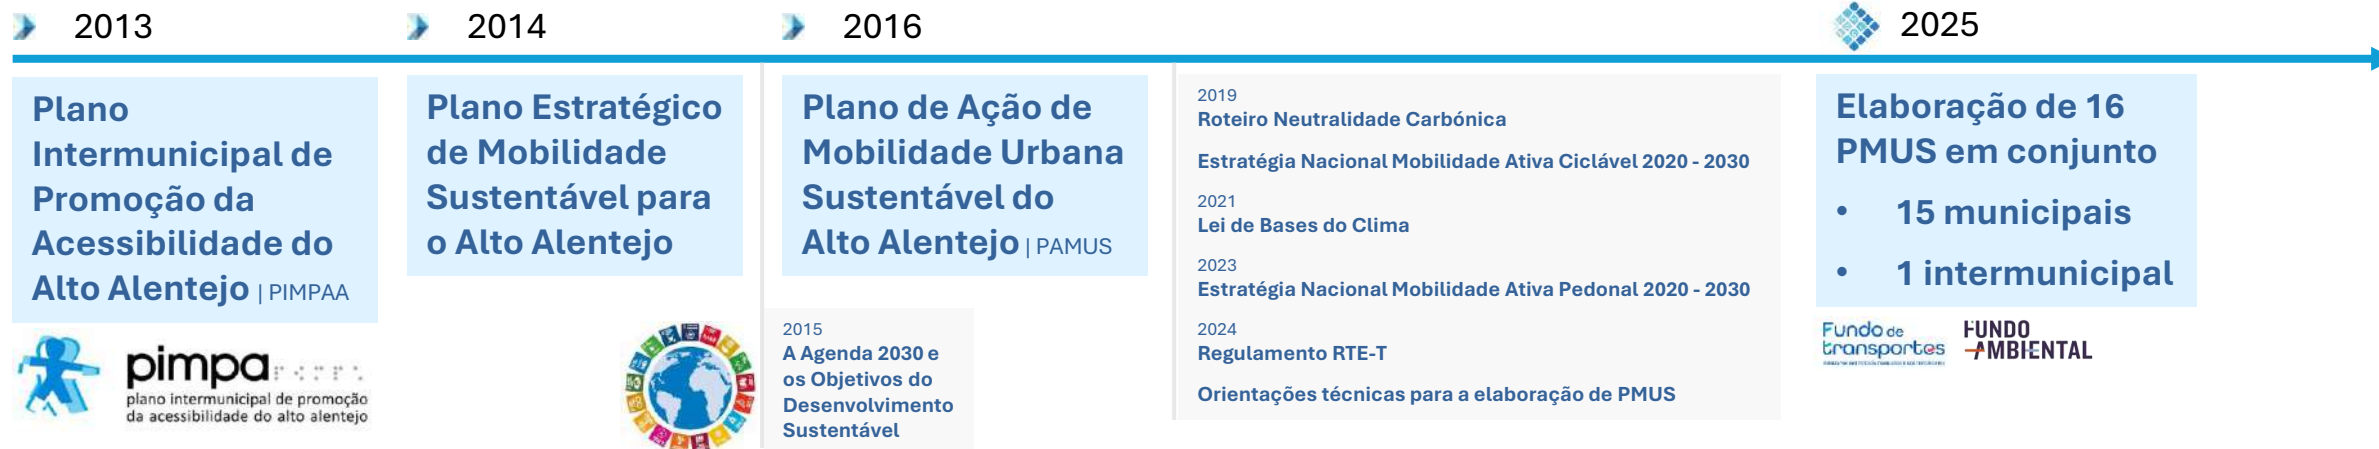 2013
Plano
Intermunicipal de
Promoção da
Acessibilidade do
Alto Alentejo | PIMPAA
pimpa
plano intermunicipal de promoção
da acessibilidade do alto alentejo
2014
Plano Estratégico
de Mobilidade
Sustentável para
o Alto Alentejo
2015
A Agenda 2030 e
os Objetivos do
Desenvolvimento
Sustentável
2016
Plano de Ação de
Mobilidade Urbana
Sustentável do
Alto Alentejo | PAMUS
2019
Roteiro Neutralidade Carbónica
Estratégia Nacional Mobilidade Ativa Ciclável 2020 - 2030
2021
Lei de Bases do Clima
2023
Estratégia Nacional Mobilidade Ativa Pedonal 2020 - 2030
2024
Regulamento RTE-T
Orientações técnicas para a elaboração de PMUS
2025
Elaboração de 16
PMUS em conjunto
• 15 municipais
• 1 intermunicipal
Fundo de
transportes
FUNDO
AMBIENTAL